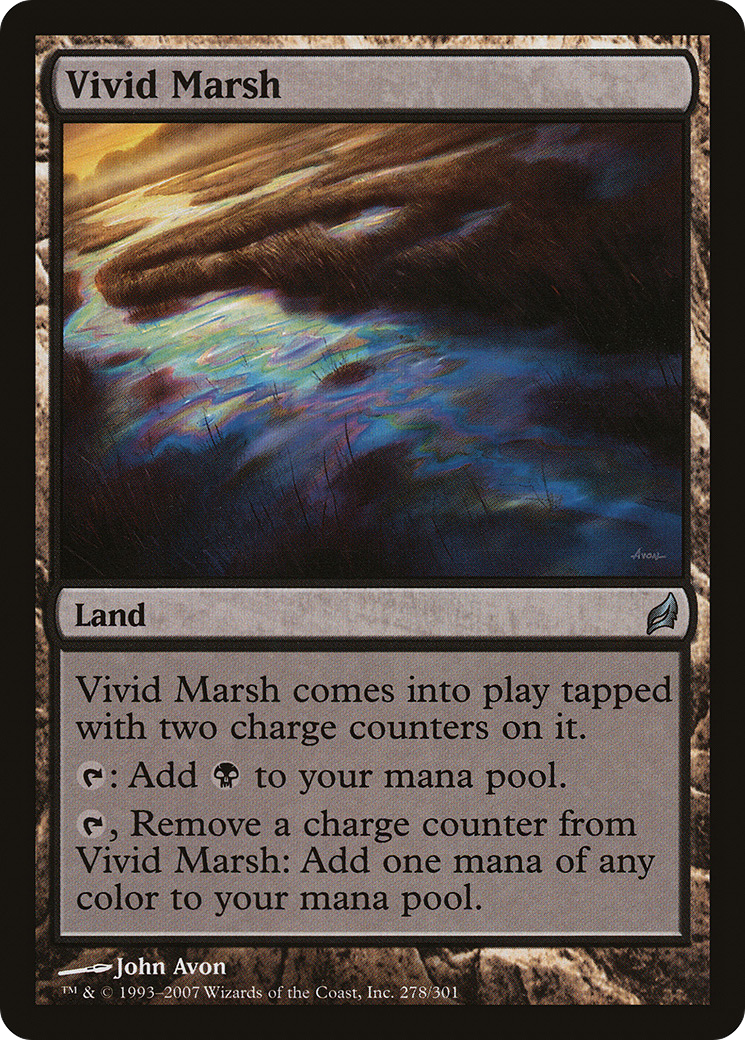 Vivid Marsh
Avon
Land
Vivid Marsh comes into play tapped
with two charge counters on it.
: Add to your mana pool.
, Remove a charge counter from
Vivid Marsh: Add one mana of any
color to your mana pool.
John Avon
™ & © 1993–2007 Wizards of the Coast, Inc. 278/301